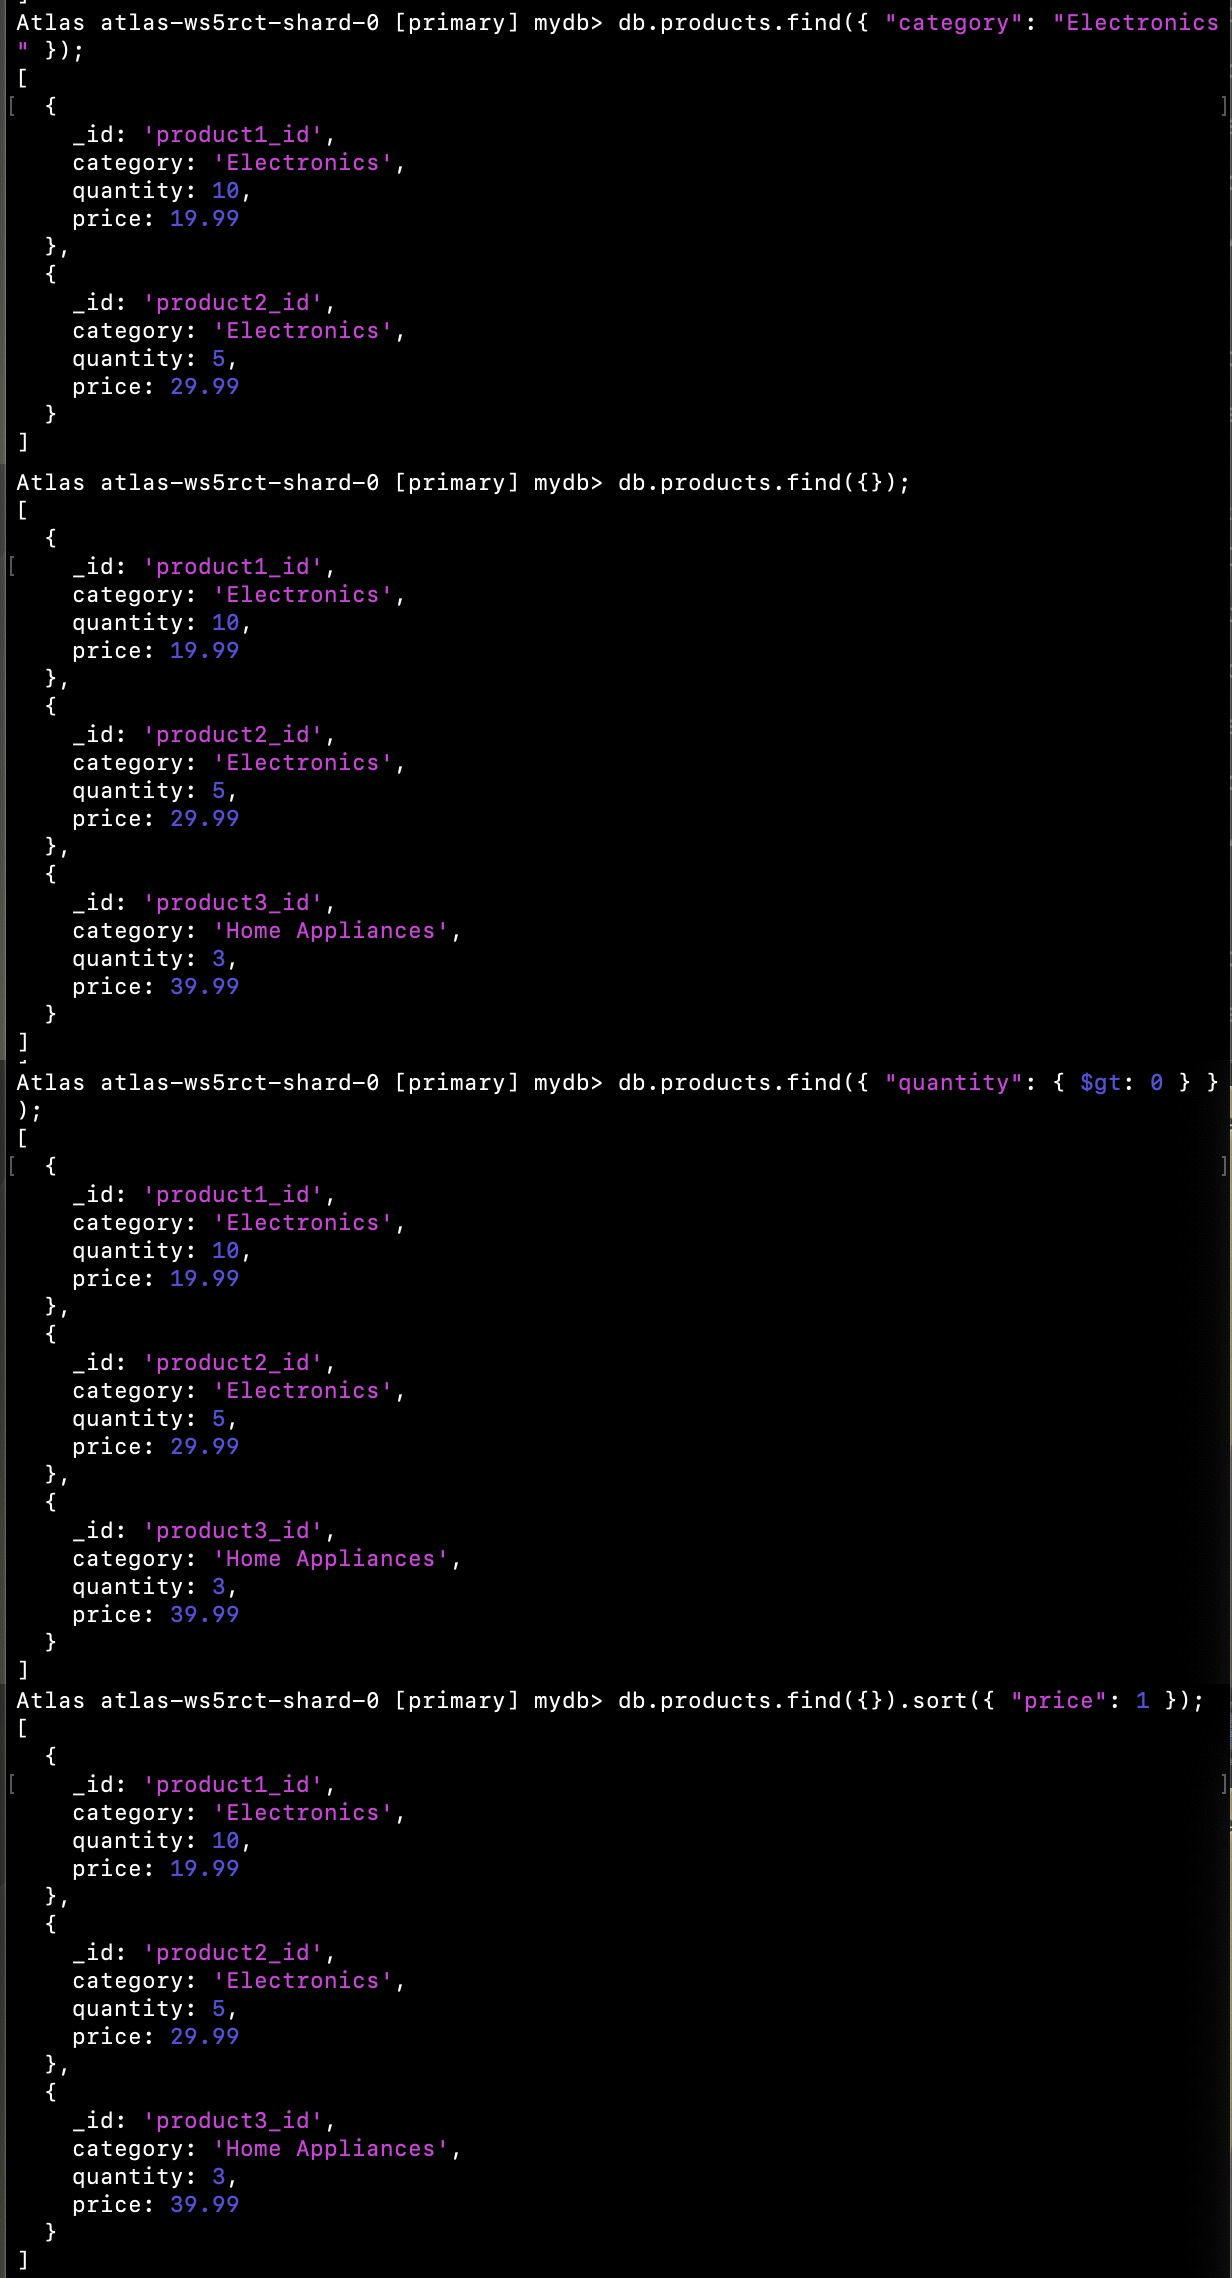 Atlas atlas-ws5rct-shard-0 [primary] mydb> db.products.find({ "category": "Electronics
" });
[
[ { ]
_id: 'product1_id',
category: 'Electronics',
quantity: 10,
price: 19.99
},
{
_id: 'product2_id',
category: 'Electronics',
quantity: 5,
price: 29.99
}
]
Atlas atlas-ws5rct-shard-0 [primary] mydb> db.products.find({});
[
{
[ _id: 'product1_id',
category: 'Electronics',
quantity: 10,
price: 19.99
},
{
_id: 'product2_id',
category: 'Electronics',
quantity: 5,
price: 29.99
},
{
_id: 'product3_id',
category: 'Home Appliances',
quantity: 3,
price: 39.99
}
]
Atlas atlas-ws5rct-shard-0 [primary] mydb> db.products.find({ "quantity": { $gt: 0 } }
);
[
[ { ]
_id: 'product1_id',
category: 'Electronics',
quantity: 10,
price: 19.99
},
{
_id: 'product2_id',
category: 'Electronics',
quantity: 5,
price: 29.99
},
{
_id: 'product3_id',
category: 'Home Appliances',
quantity: 3,
price: 39.99
}
]
Atlas atlas-ws5rct-shard-0 [primary] mydb> db.products.find({}).sort({ "price": 1 });
[
{
[ _id: 'product1_id', ]
category: 'Electronics',
quantity: 10,
price: 19.99
},
{
_id: 'product2_id',
category: 'Electronics',
quantity: 5,
price: 29.99
},
{
_id: 'product3_id',
category: 'Home Appliances',
quantity: 3,
price: 39.99
}
]